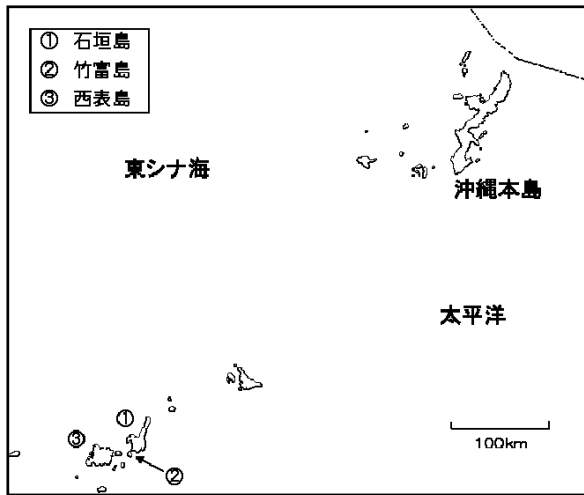 ① 石垣島
② 竹富島
③ 西表島
東シナ海
沖縄本島
太平洋
①
③
②
100km